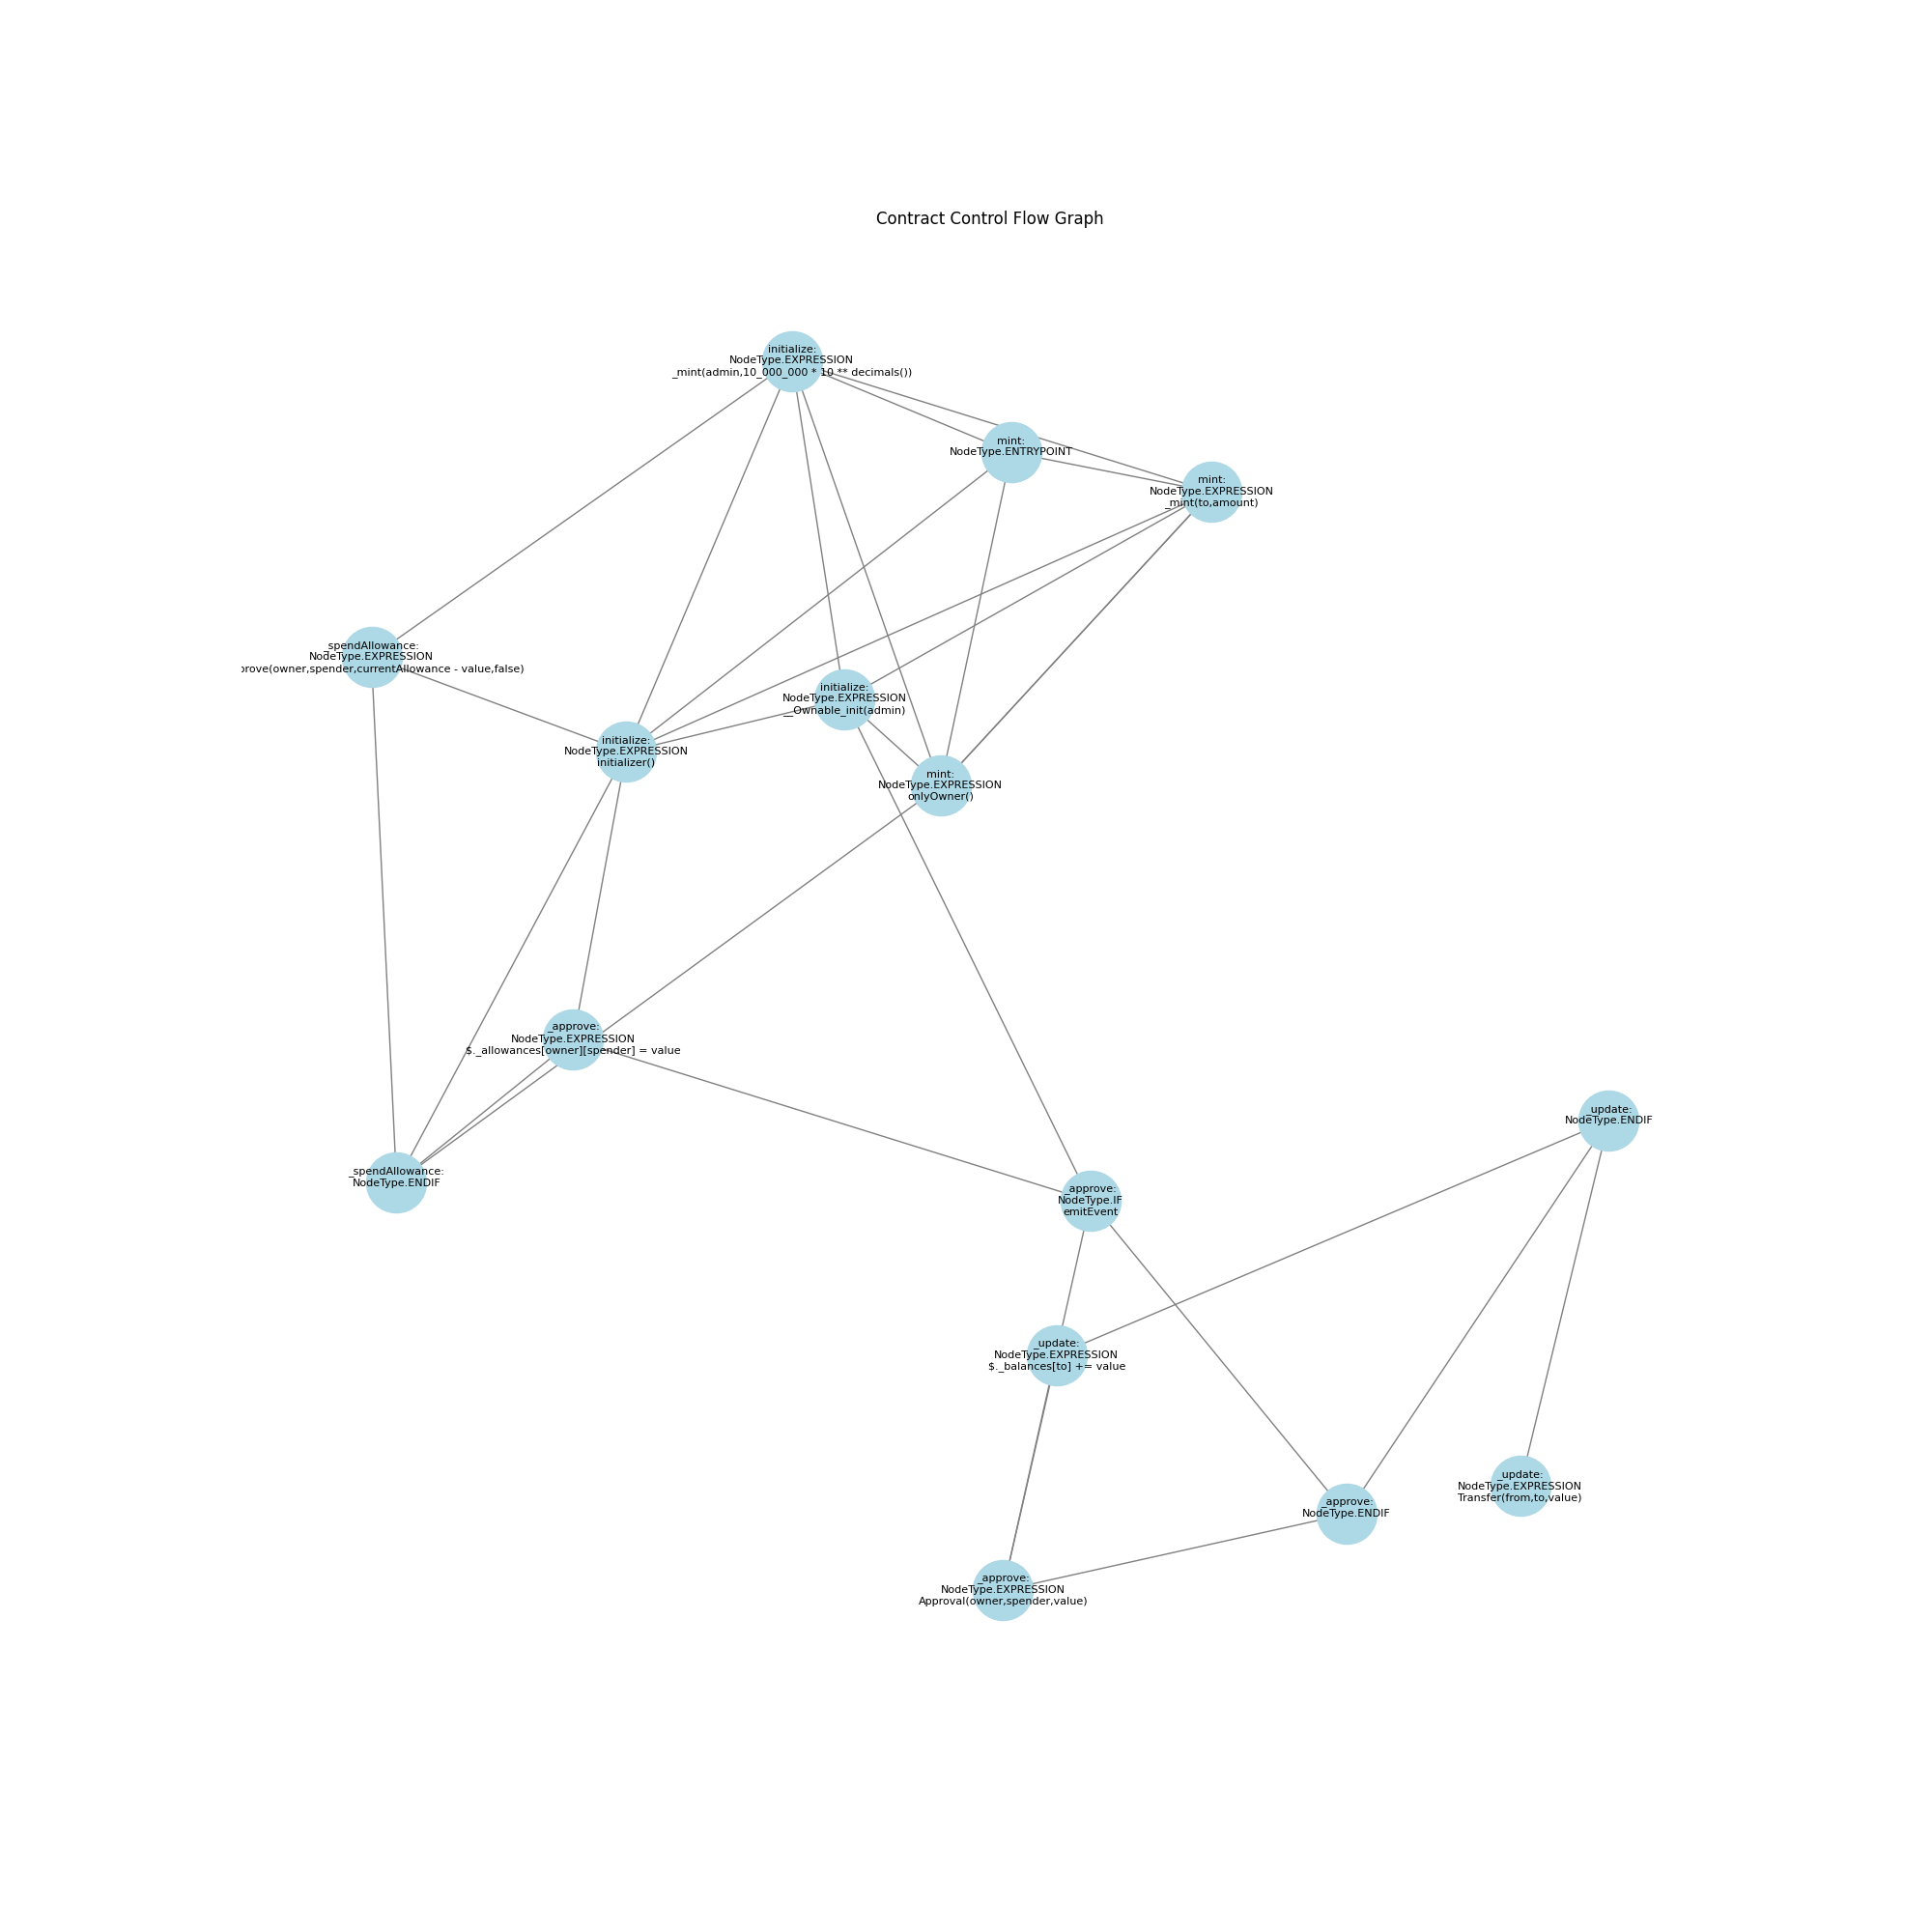 Contract Control Flow Graph
initialize:
NodeType.EXPRESSION
_mint(admin,10_000_000 * 10 ** decimals())
mint:
NodeType.ENTRYPOINT
mint:
NodeType.EXPRESSION
_mint(to,amount)
_spendAllowance:
NodeType.EXPRESSION
prove(owner,spender,currentAllowance - value,false)
initialize:
NodeType.EXPRESSION
__Ownable_init(admin)
initialize:
NodeType.EXPRESSION
initializer()
mint:
NodeType.EXPRESSION
onlyOwner()
_approve:
NodeType.EXPRESSION
$._allowances[owner][spender] = value
_update:
NodeType.ENDIF
_spendAllowance:
NodeType.ENDIF
_approve:
NodeType.IF
emitEvent
_update:
NodeType.EXPRESSION
$._balances[to] += value
_update:
NodeType.EXPRESSION
Transfer(from,to,value)
_approve:
NodeType.ENDIF
_approve:
NodeType.EXPRESSION
Approval(owner,spender,value)